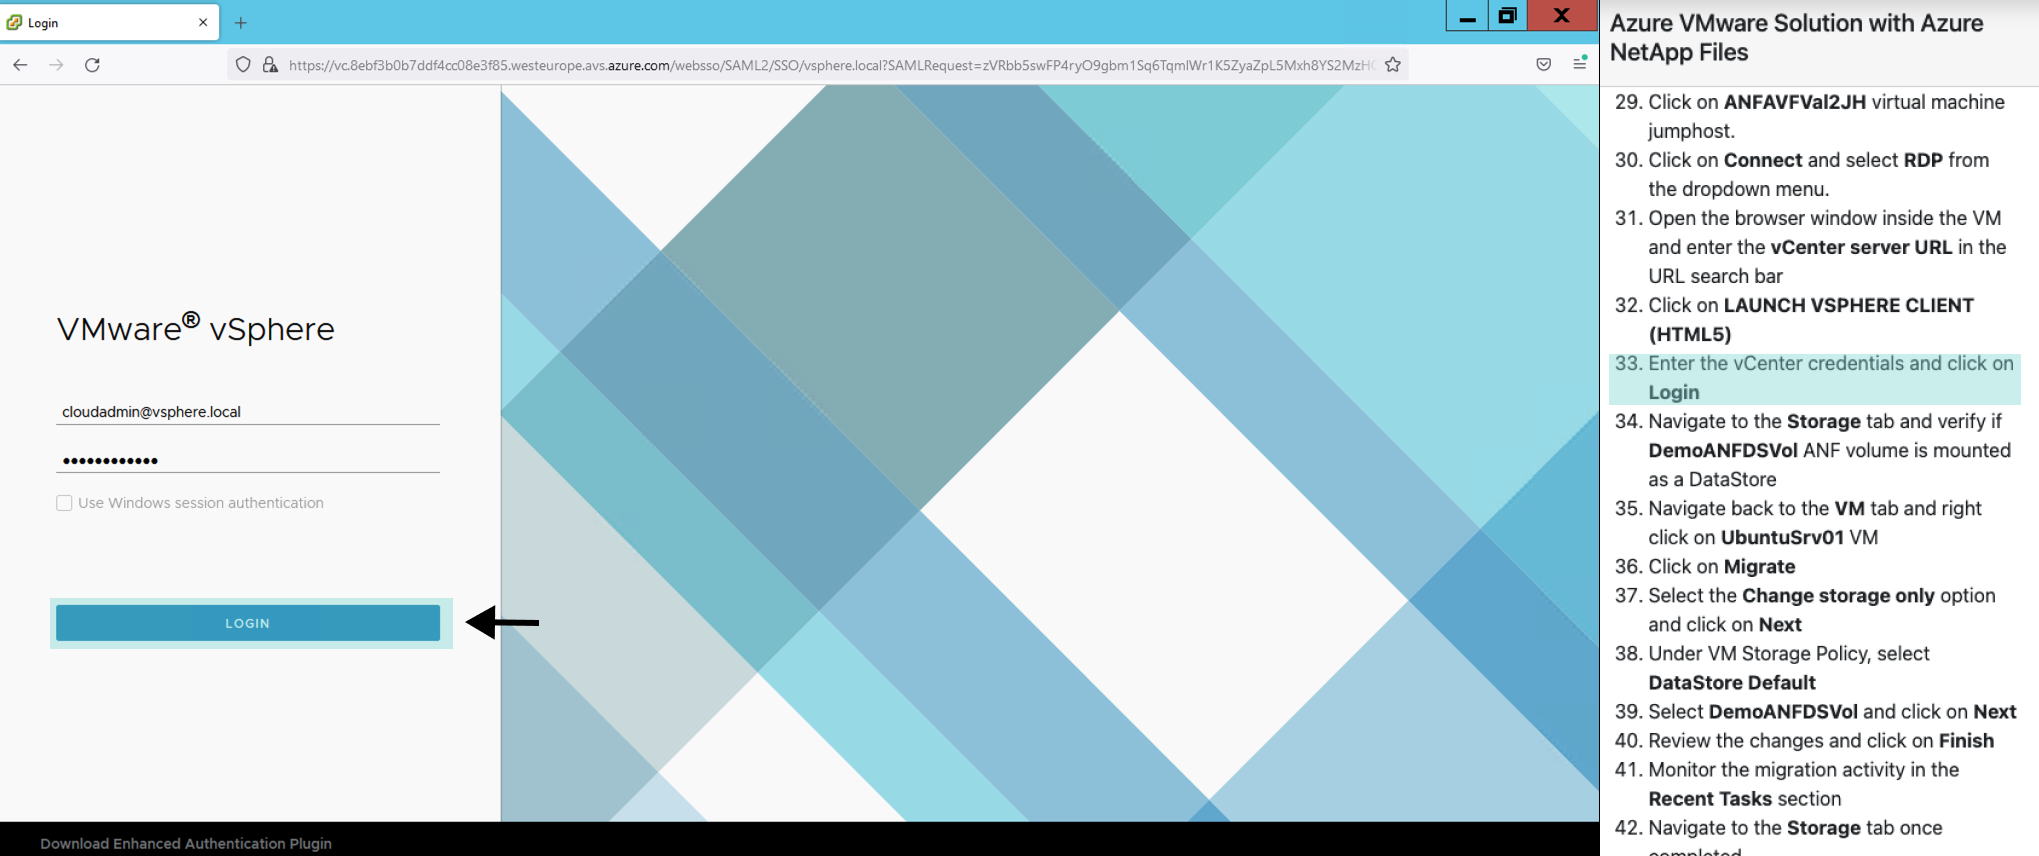 Login
https://vc.8ebf3b0b7ddf4cc08e3f85.westeurope.avs.azure.com/websso/SAML2/SSO/vsphere.local?SAMLRequest=zVRbb5swFP4ryO9gbm1Sq6TqmlWr1K5ZyaZpL5Mxh8YS2MzH
VMware® vSphere
cloudadmin@vsphere.local
••••••••••••
Use Windows session authentication
LOGIN
Download Enhanced Authentication Plugin
Azure VMware Solution with Azure
NetApp Files
29. Click on ANFAVFVal2JH virtual machine
jumphost.
30. Click on Connect and select RDP from
the dropdown menu.
31. Open the browser window inside the VM
and enter the vCenter server URL in the
URL search bar
32. Click on LAUNCH VSPHERE CLIENT
(HTML5)
33. Enter the vCenter credentials and click on
Login
34. Navigate to the Storage tab and verify if
DemoANFDSVol ANF volume is mounted
as a DataStore
35. Navigate back to the VM tab and right
click on UbuntuSrv01 VM
36. Click on Migrate
37. Select the Change storage only option
and click on Next
38. Under VM Storage Policy, select
DataStore Default
39. Select DemoANFDSVol and click on Next
40. Review the changes and click on Finish
41. Monitor the migration activity in the
Recent Tasks section
42. Navigate to the Storage tab once
completed